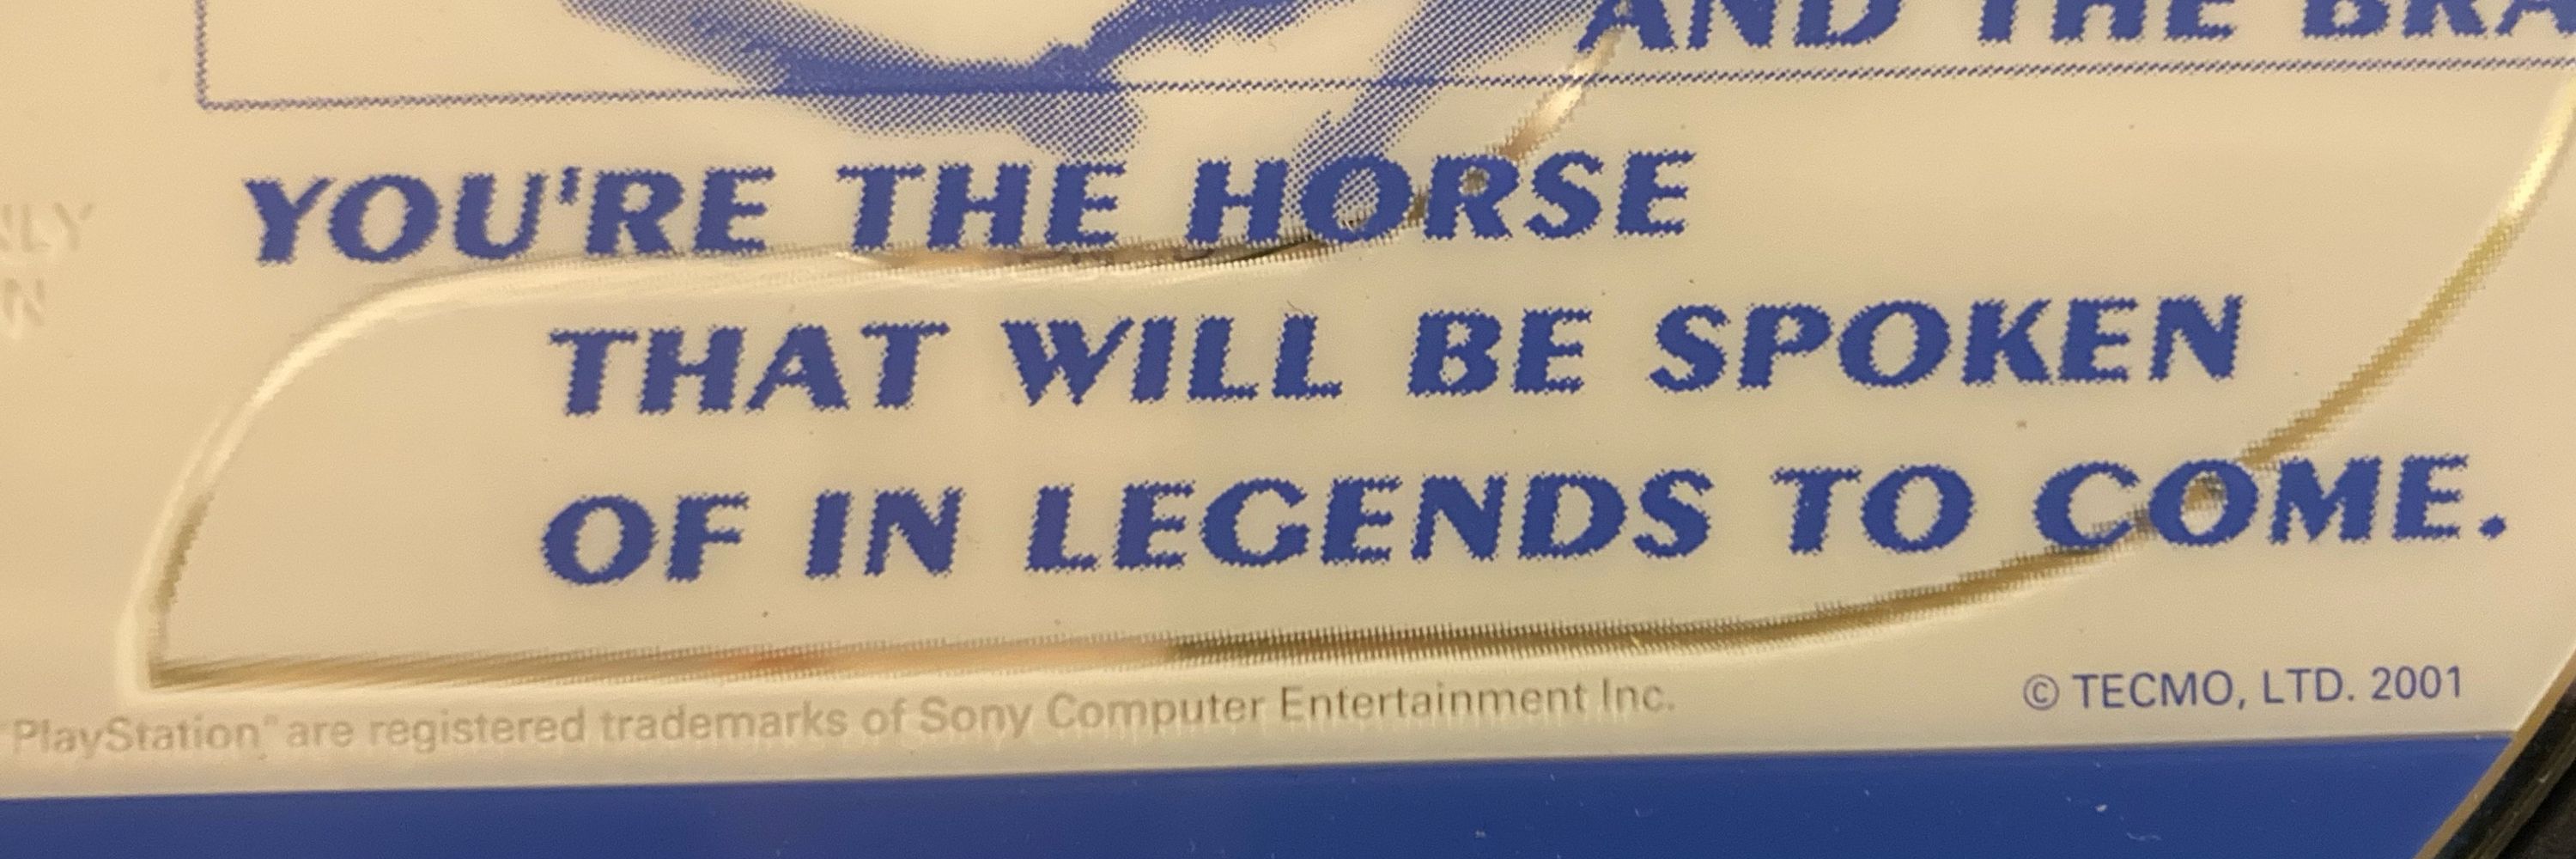 AND THE BRA
YOU'RE THE HORSE
THAT WILL BE SPOKEN
OF IN LEGENDS TO COME.
PlayStation" are registered trademarks of Sony Computer Entertainment Inc.
© TECMO, LTD. 2001